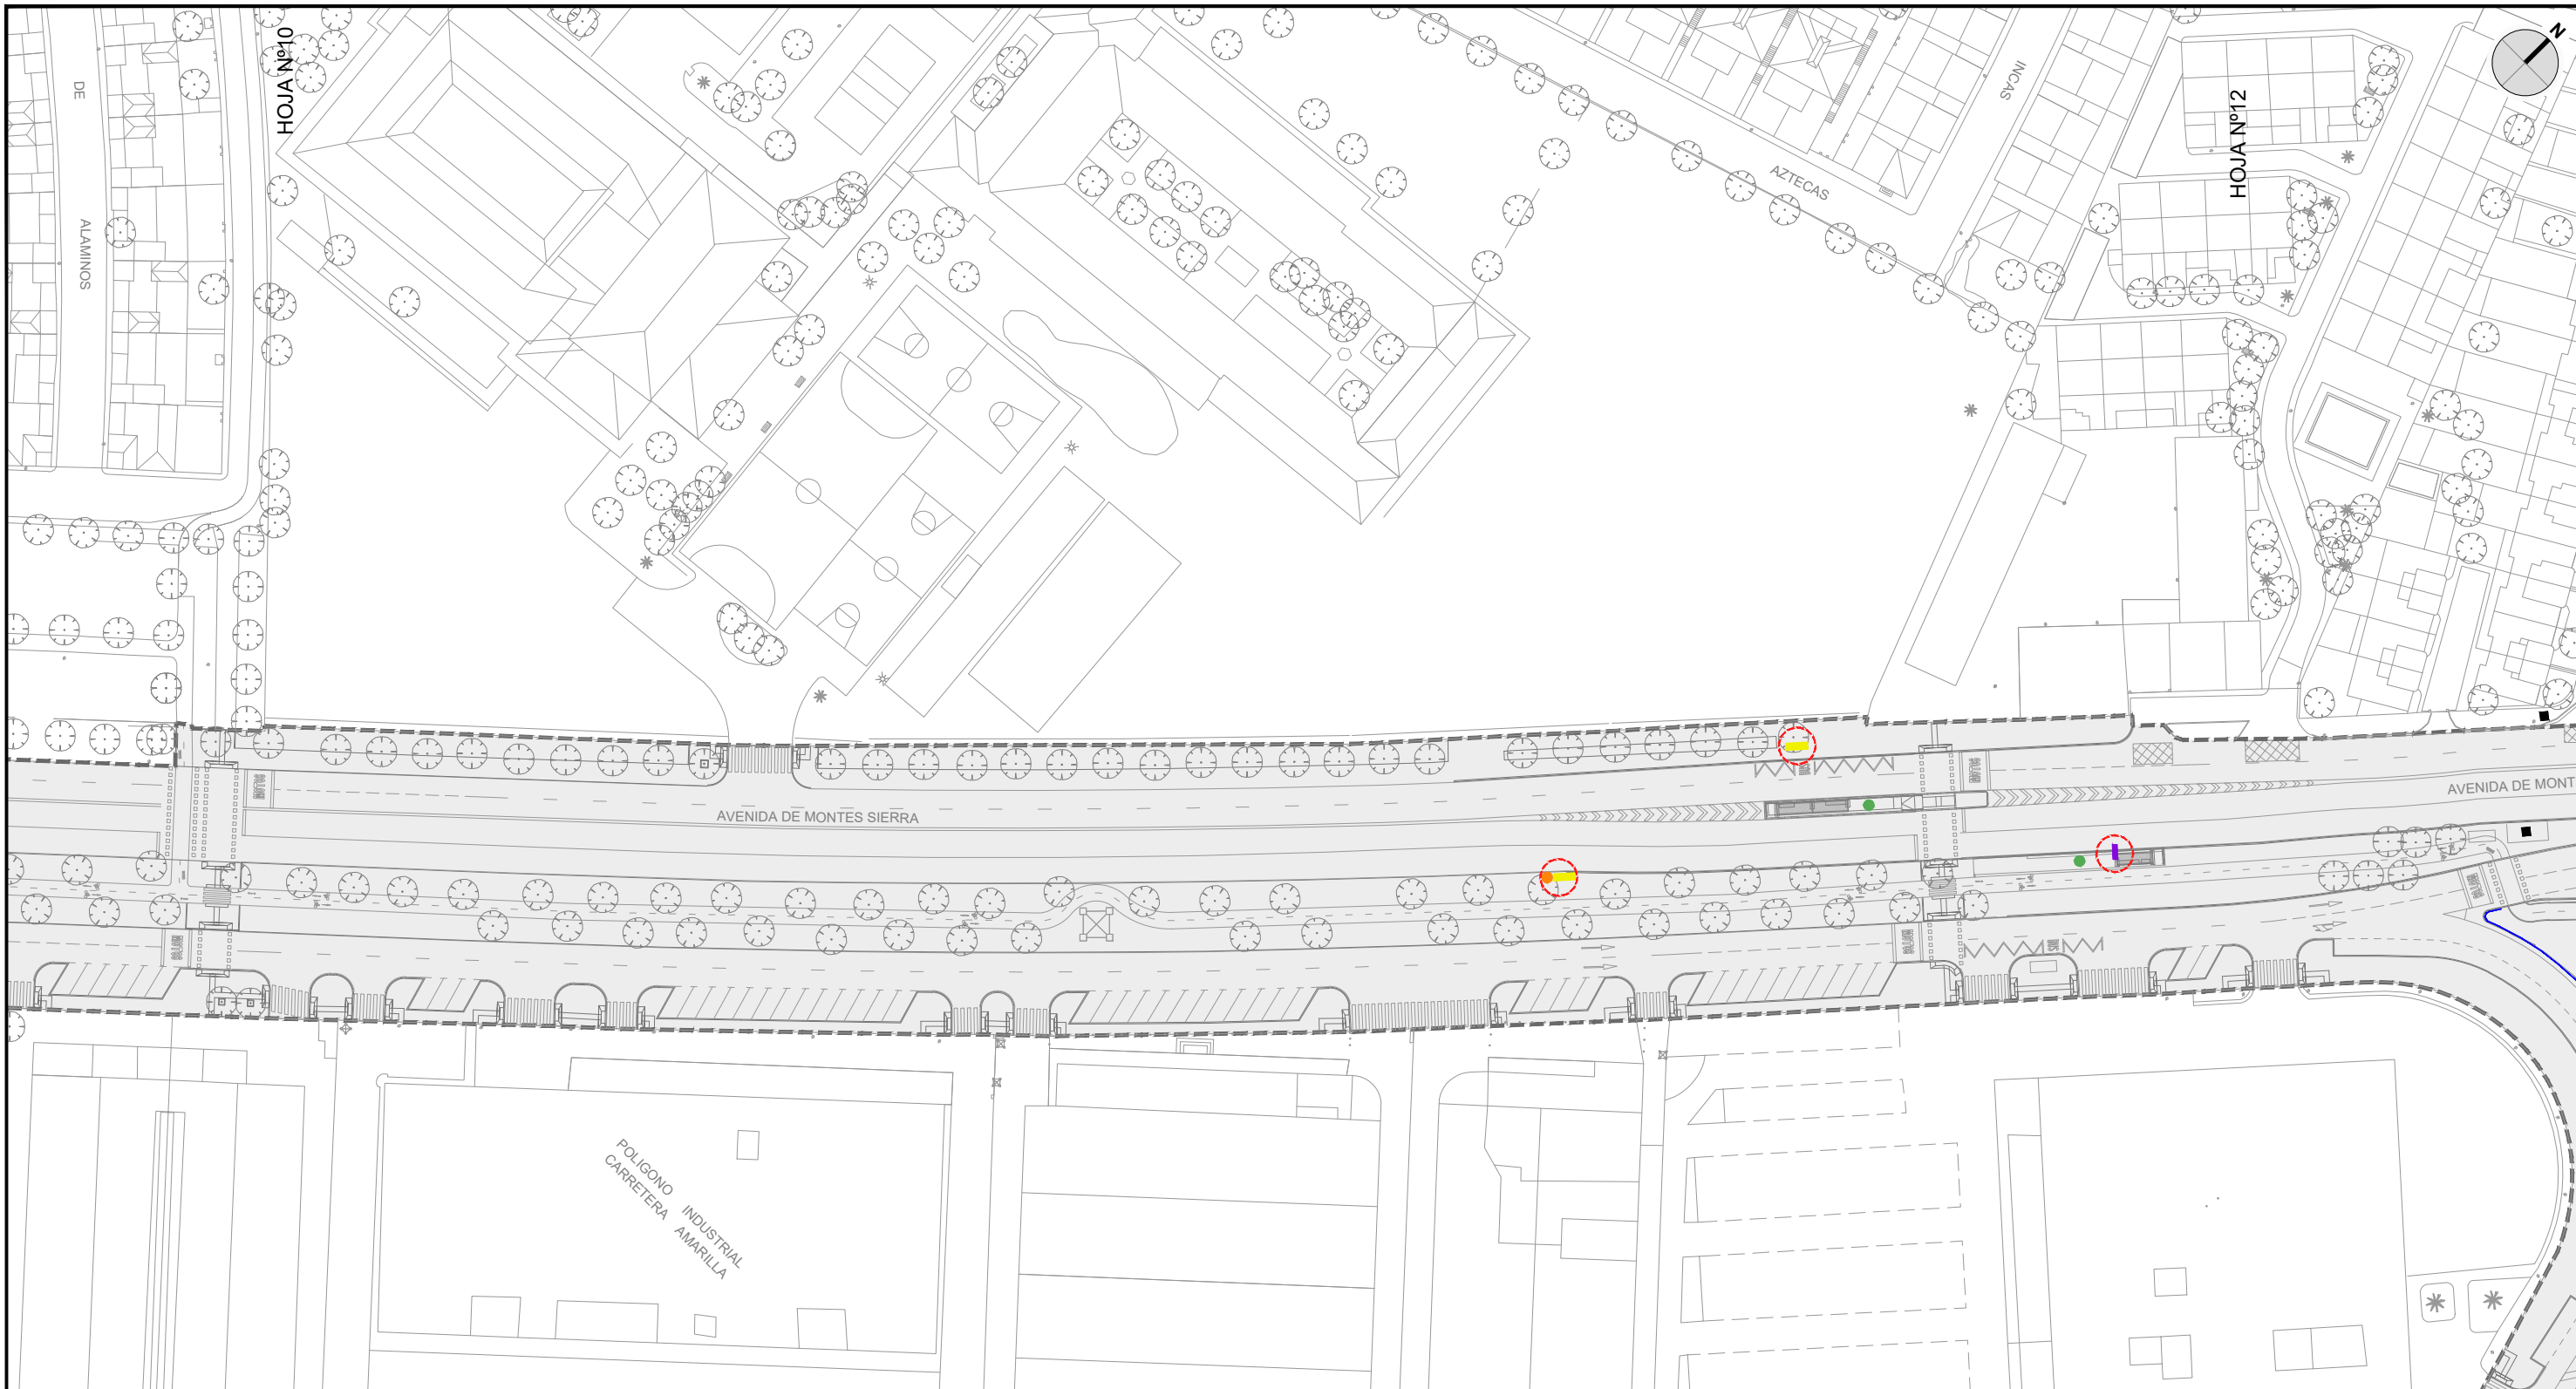 HOJA Nº10
DE
ALAMINOS
INCAS
AZTECAS
HOJA Nº12
N
AVENIDA DE MONTES SIERRA
AVENIDA DE MONT
BUS
POLIGONO INDUSTRIAL
CARRETERA AMARILLA